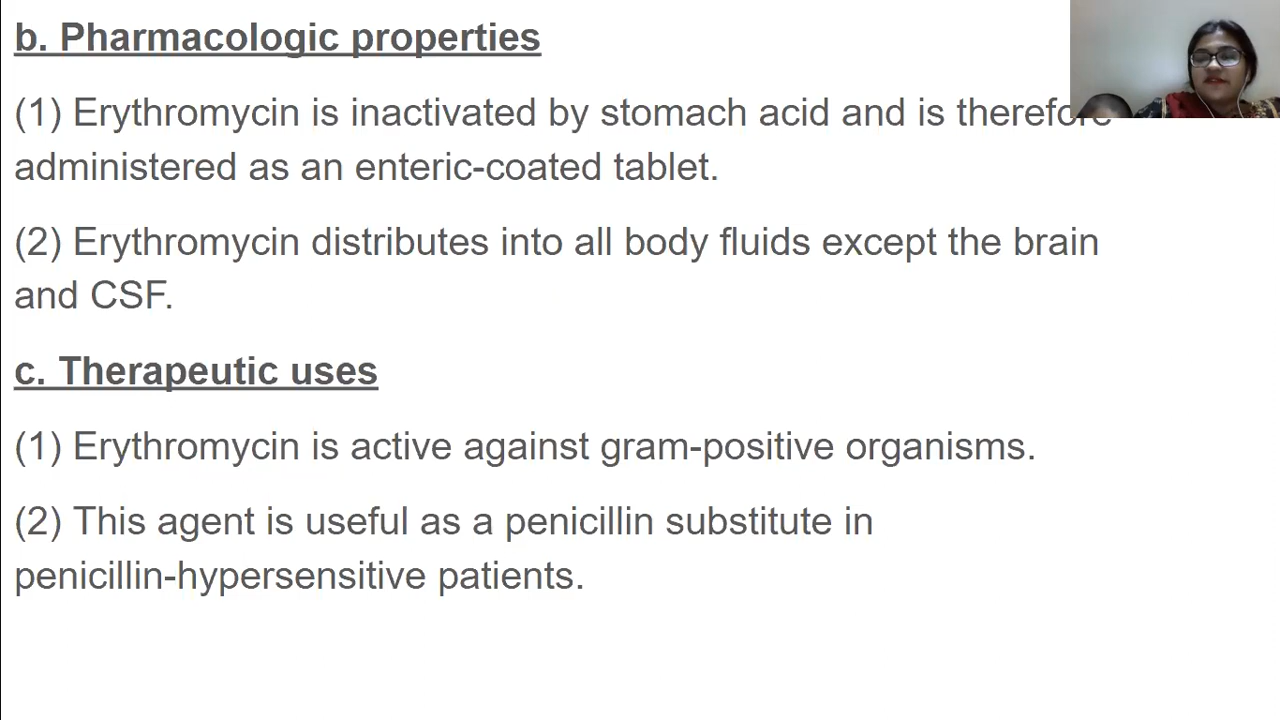 b. Pharmacologic properties
(1) Erythromycin is inactivated by stomach acid and is therefore
administered as an enteric-coated tablet.
(2) Erythromycin distributes into all body fluids except the brain
and CSF.
c. Therapeutic uses
(1) Erythromycin is active against gram-positive organisms.
(2) This agent is useful as a penicillin substitute in
penicillin-hypersensitive patients.